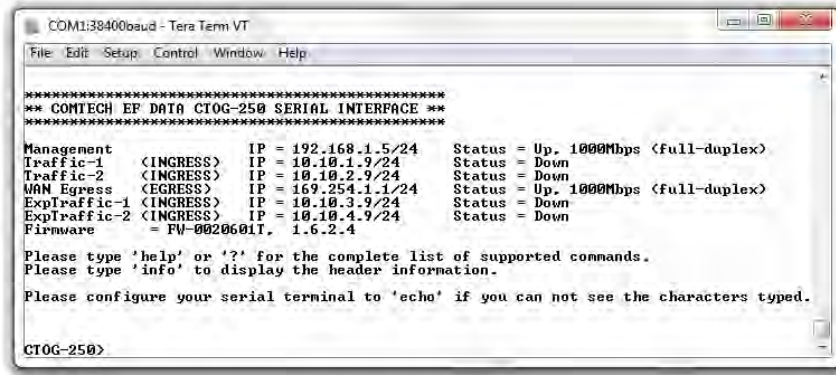 COM1:38400baud - Tera Term VT
File Edit Setup Control Window Help
************************************************
** COMTECH EF DATA CTOG-250 SERIAL INTERFACE **
************************************************
Management IP = 192.168.1.5/24 Status = Up, 1000Mbps (full-duplex)
Traffic-1 (INGRESS) IP = 10.10.1.9/24 Status = Down
Traffic-2 (INGRESS) IP = 10.10.2.9/24 Status = Down
WAN Egress (EGRESS) IP = 169.254.1.1/24 Status = Up, 1000Mbps (full-duplex)
ExpTraffic-1 (INGRESS) IP = 10.10.3.9/24 Status = Down
ExpTraffic-2 (INGRESS) IP = 10.10.4.9/24 Status = Down
Firmware = FW-0020601T, 1.6.2.4
Please type 'help' or '?' for the complete list of supported commands.
Please type 'info' to display the header information.
Please configure your serial terminal to 'echo' if you can not see the characters typed.
CTOG-250>